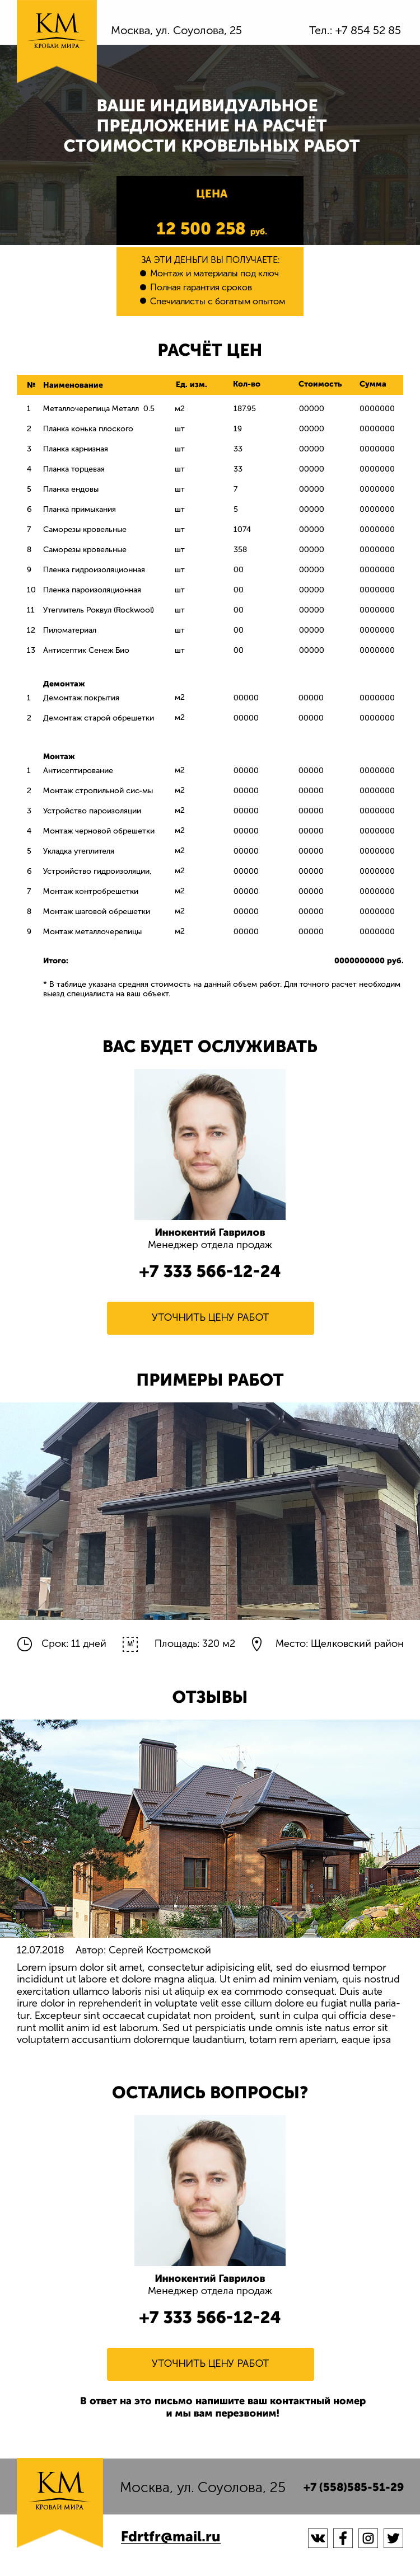 КМ
КРОВЛИ МИРА
Москва, ул. Соуолова, 25
Тел.: +7 854 52 85
ВАШЕ ИНДИВИДУАЛЬНОЕ
ПРЕДЛОЖЕНИЕ НА РАСЧЁТ
СТОИМОСТИ КРОВЕЛЬНЫХ РАБОТ
ЦЕНА
12 500 258 руб.
ЗА ЭТИ ДЕНЬГИ ВЫ ПОЛУЧАЕТЕ:
● Монтаж и материалы под ключ
● Полная гарантия сроков
● Спечиалисты с богатым опытом
РАСЧЁТ ЦЕН
№ Наименование Ед. изм. Кол-во Стоимость Сумма
1 Металлочерепица Металл 0.5 м2 187.95 00000 0000000
2 Планка конька плоского шт 19 00000 0000000
3 Планка карнизная шт 33 00000 0000000
4 Планка торцевая шт 33 00000 0000000
5 Планка ендовы шт 7 00000 0000000
6 Планка примыкания шт 5 00000 0000000
7 Саморезы кровельные шт 1074 00000 0000000
8 Саморезы кровельные шт 358 00000 0000000
9 Пленка гидроизоляционная шт 00 00000 0000000
10 Пленка пароизоляционная шт 00 00000 0000000
11 Утеплитель Роквул (Rockwool) шт 00 00000 0000000
12 Пиломатериал шт 00 00000 0000000
13 Антисептик Сенеж Био шт 00 00000 0000000
Демонтаж
1 Демонтаж покрытия м2 00000 00000 0000000
2 Демонтаж старой обрешетки м2 00000 00000 0000000
Монтаж
1 Антисептирование м2 00000 00000 0000000
2 Монтаж стропильной сис-мы м2 00000 00000 0000000
3 Устройство пароизоляции м2 00000 00000 0000000
4 Монтаж черновой обрешетки м2 00000 00000 0000000
5 Укладка утеплителя м2 00000 00000 0000000
6 Устроийство гидроизоляции, м2 00000 00000 0000000
7 Монтаж контробрешетки м2 00000 00000 0000000
8 Монтаж шаговой обрешетки м2 00000 00000 0000000
9 Монтаж металлочерепицы м2 00000 00000 0000000
Итого: 0000000000 руб.
* В таблице указана средняя стоимость на данный объем работ. Для точного расчет необходим
выезд специалиста на ваш объект.
ВАС БУДЕТ ОСЛУЖИВАТЬ
Иннокентий Гаврилов
Менеджер отдела продаж
+7 333 566-12-24
УТОЧНИТЬ ЦЕНУ РАБОТ
ПРИМЕРЫ РАБОТ
Срок: 11 дней
М²
Площадь: 320 м2
Место: Щелковский район
ОТЗЫВЫ
12.07.2018 Автор: Сергей Костромской
Lorem ipsum dolor sit amet, consectetur adipisicing elit, sed do eiusmod tempor
incididunt ut labore et dolore magna aliqua. Ut enim ad minim veniam, quis nostrud
exercitation ullamco laboris nisi ut aliquip ex ea commodo consequat. Duis aute
irure dolor in reprehenderit in voluptate velit esse cillum dolore eu fugiat nulla paria-
tur. Excepteur sint occaecat cupidatat non proident, sunt in culpa qui officia dese-
runt mollit anim id est laborum. Sed ut perspiciatis unde omnis iste natus error sit
voluptatem accusantium doloremque laudantium, totam rem aperiam, eaque ipsa
ОСТАЛИСЬ ВОПРОСЫ?
Иннокентий Гаврилов
Менеджер отдела продаж
+7 333 566-12-24
УТОЧНИТЬ ЦЕНУ РАБОТ
В ответ на это письмо напишите ваш контактный номер
и мы вам перезвоним!
КМ
КРОВЛИ МИРА
Москва, ул. Соуолова, 25
+7 (558)585-51-29
Fdrtfr@mail.ru